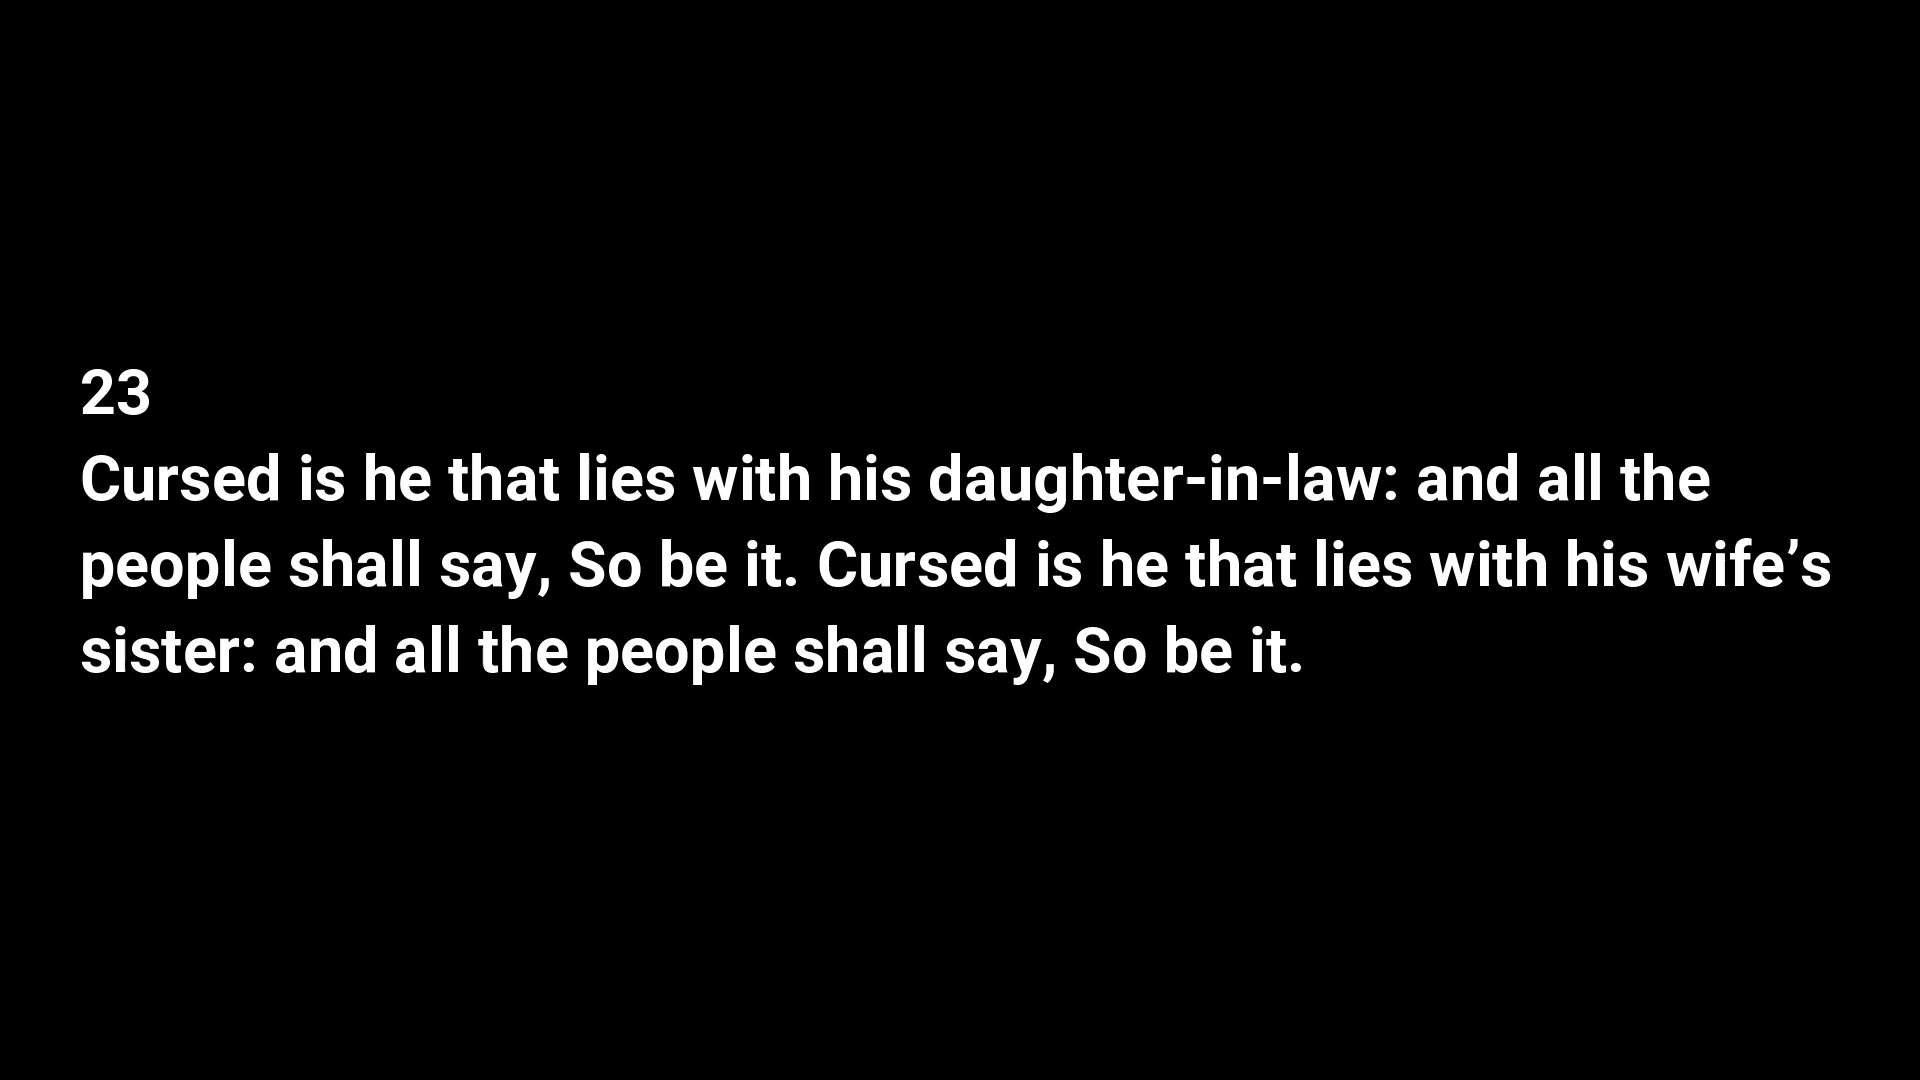 23
Cursed is he that lies with his daughter-in-law: and all the
people shall say, So be it. Cursed is he that lies with his wife’s
sister: and all the people shall say, So be it.